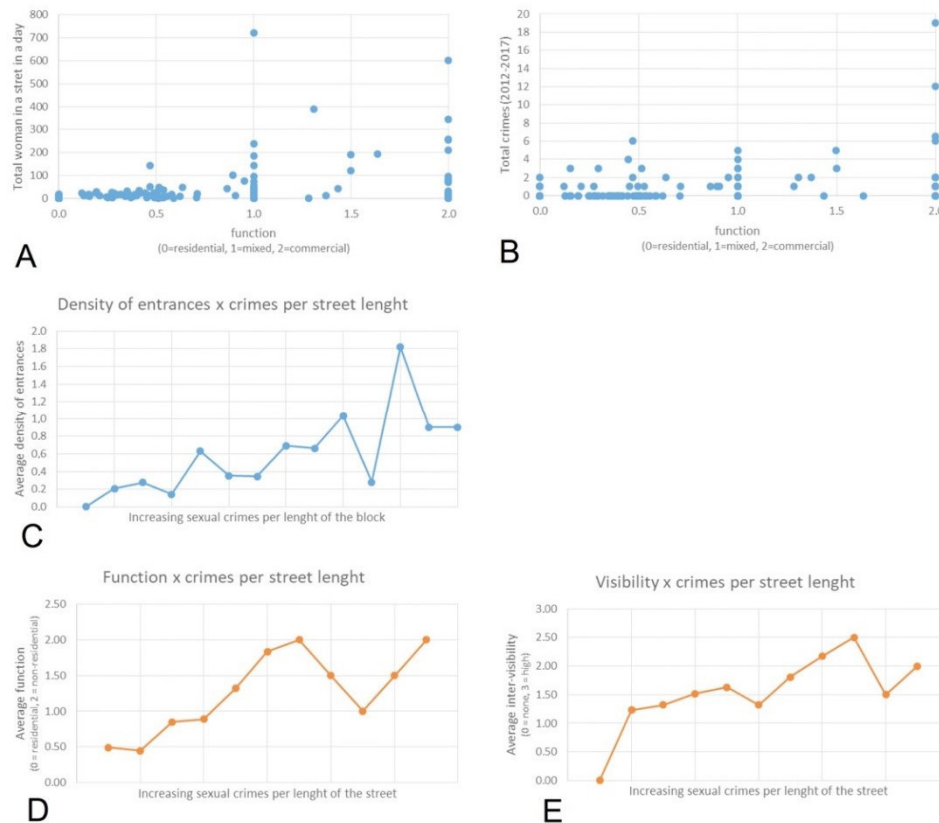 Total woman in a stret in a day
800
700
600
500
400
300
200
100
0
0.0 0.5 1.0 1.5 2.0
function
(0=residential, 1=mixed, 2=commercial)
A
Total crimes (2012-2017)
20
18
16
14
12
10
8
6
4
2
0
0.0 0.5 1.0 1.5 2.0
function
(0=residential, 1=mixed, 2=commercial)
B
Density of entrances x crimes per street lenght
Average density of entrances
2.0
1.8
1.6
1.4
1.2
1.0
0.8
0.6
0.4
0.2
0.0
Increasing sexual crimes per lenght of the block
C
Function x crimes per street lenght
Average function
(0 = residential, 2 = non-residential)
2.50
2.00
1.50
1.00
0.50
0.00
Increasing sexual crimes per lenght of the street
D
Visibility x crimes per street lenght
Average inter-visibility
(0 = none, 3 = high)
3.00
2.50
2.00
1.50
1.00
0.50
0.00
Increasing sexual crimes per lenght of the street
E